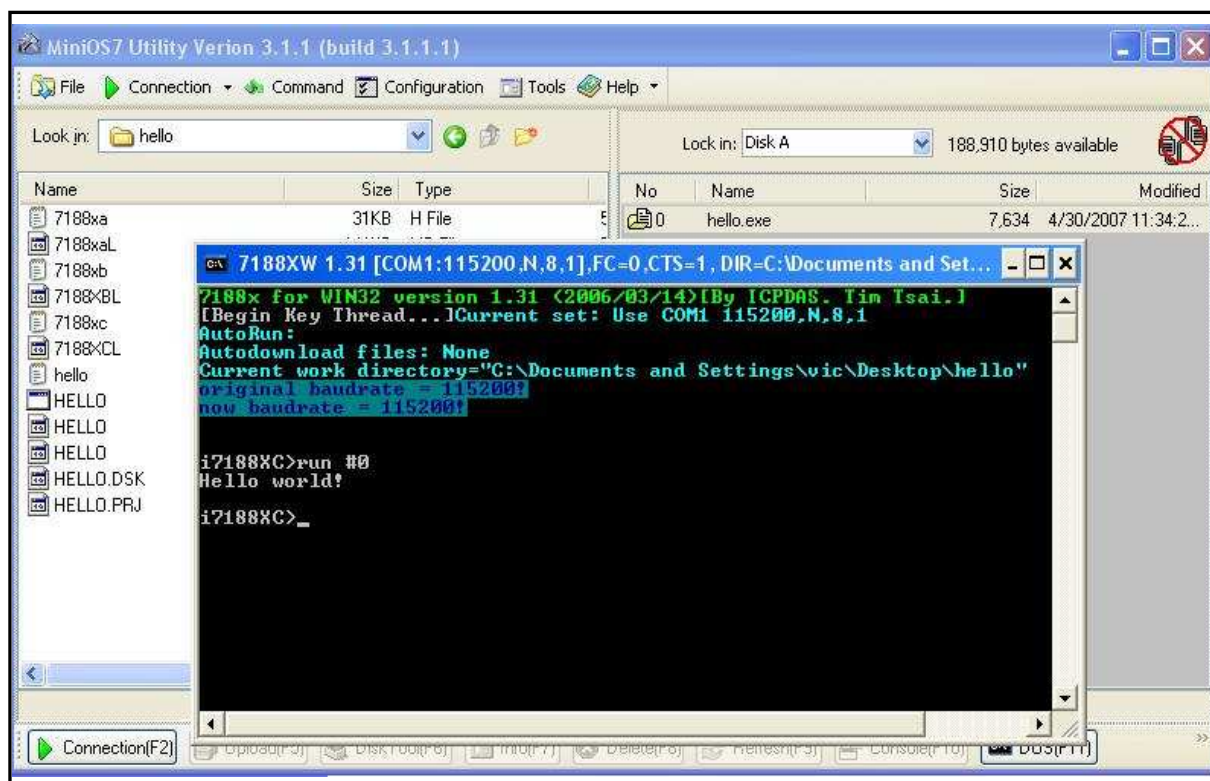 MiniOS7 Utility Verion 3.1.1 (build 3.1.1.1)
File Connection Command Configuration Tools Help
Look in: hello
Lock in: Disk A 188,910 bytes available
Name Size Type
No Name Size Modified
7188xa 31KB H File 5
0 hello.exe 7,634 4/30/2007 11:34:2...
7188xaL
7188xb
7188XBL
7188xc
7188XCL
hello
HELLO
HELLO
HELLO
HELLO.DSK
HELLO.PRJ
7188XW 1.31 [COM1:115200,N,8,1],FC=0,CTS=1, DIR=C:\Documents and Set...
7188x for WIN32 version 1.31 (2006/03/14)[By ICPDAS. Tim Tsai.]
[Begin Key Thread...]Current set: Use COM1 115200,N,8,1
AutoRun:
Autodownload files: None
Current work directory="C:\Documents and Settings\vic\Desktop\hello"
original baudrate = 115200!
now baudrate = 115200!
i7188XC>run #0
Hello world!
i7188XC>_
Connection(F2) Upload(F5) DiskTool(F6) Info(F7) Delete(F8) Refresh(F9) Console(F10) DOS(F11)